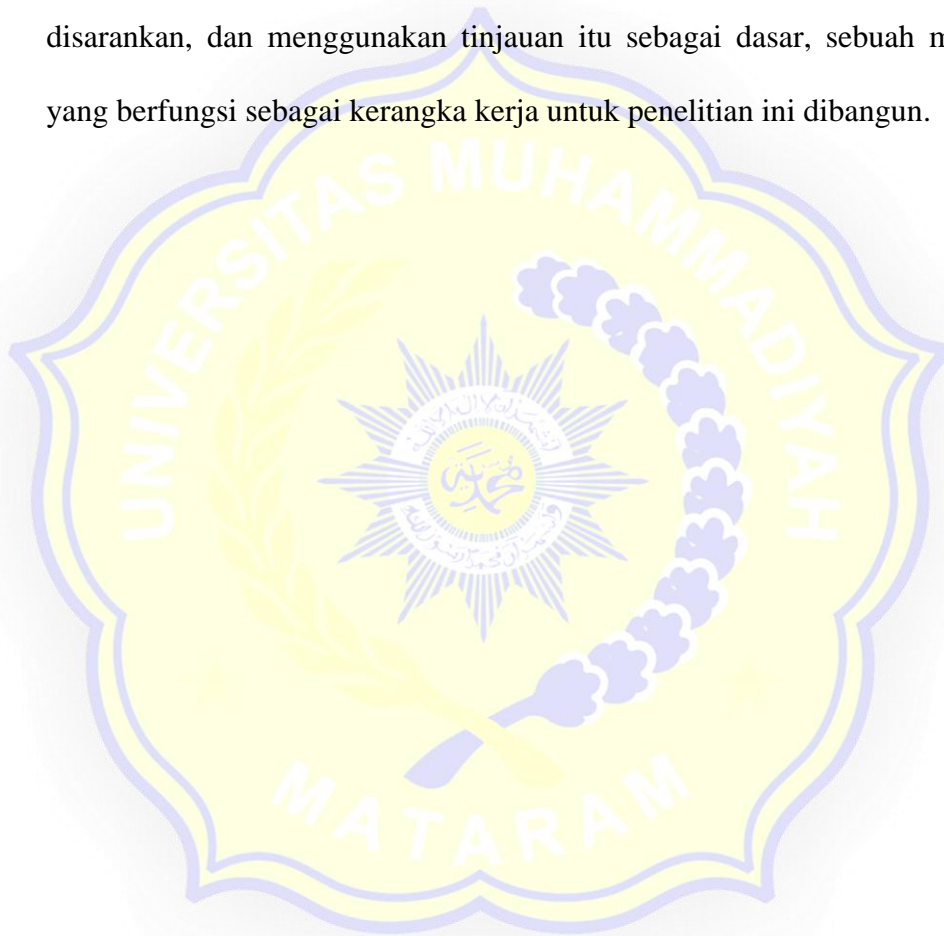 disarankan, dan menggunakan tinjauan itu sebagai dasar, sebuah m
yang berfungsi sebagai kerangka kerja untuk penelitian ini dibangun.
UNIVERSITAS MUHAMMADIYAH
محمدية
MATARAM